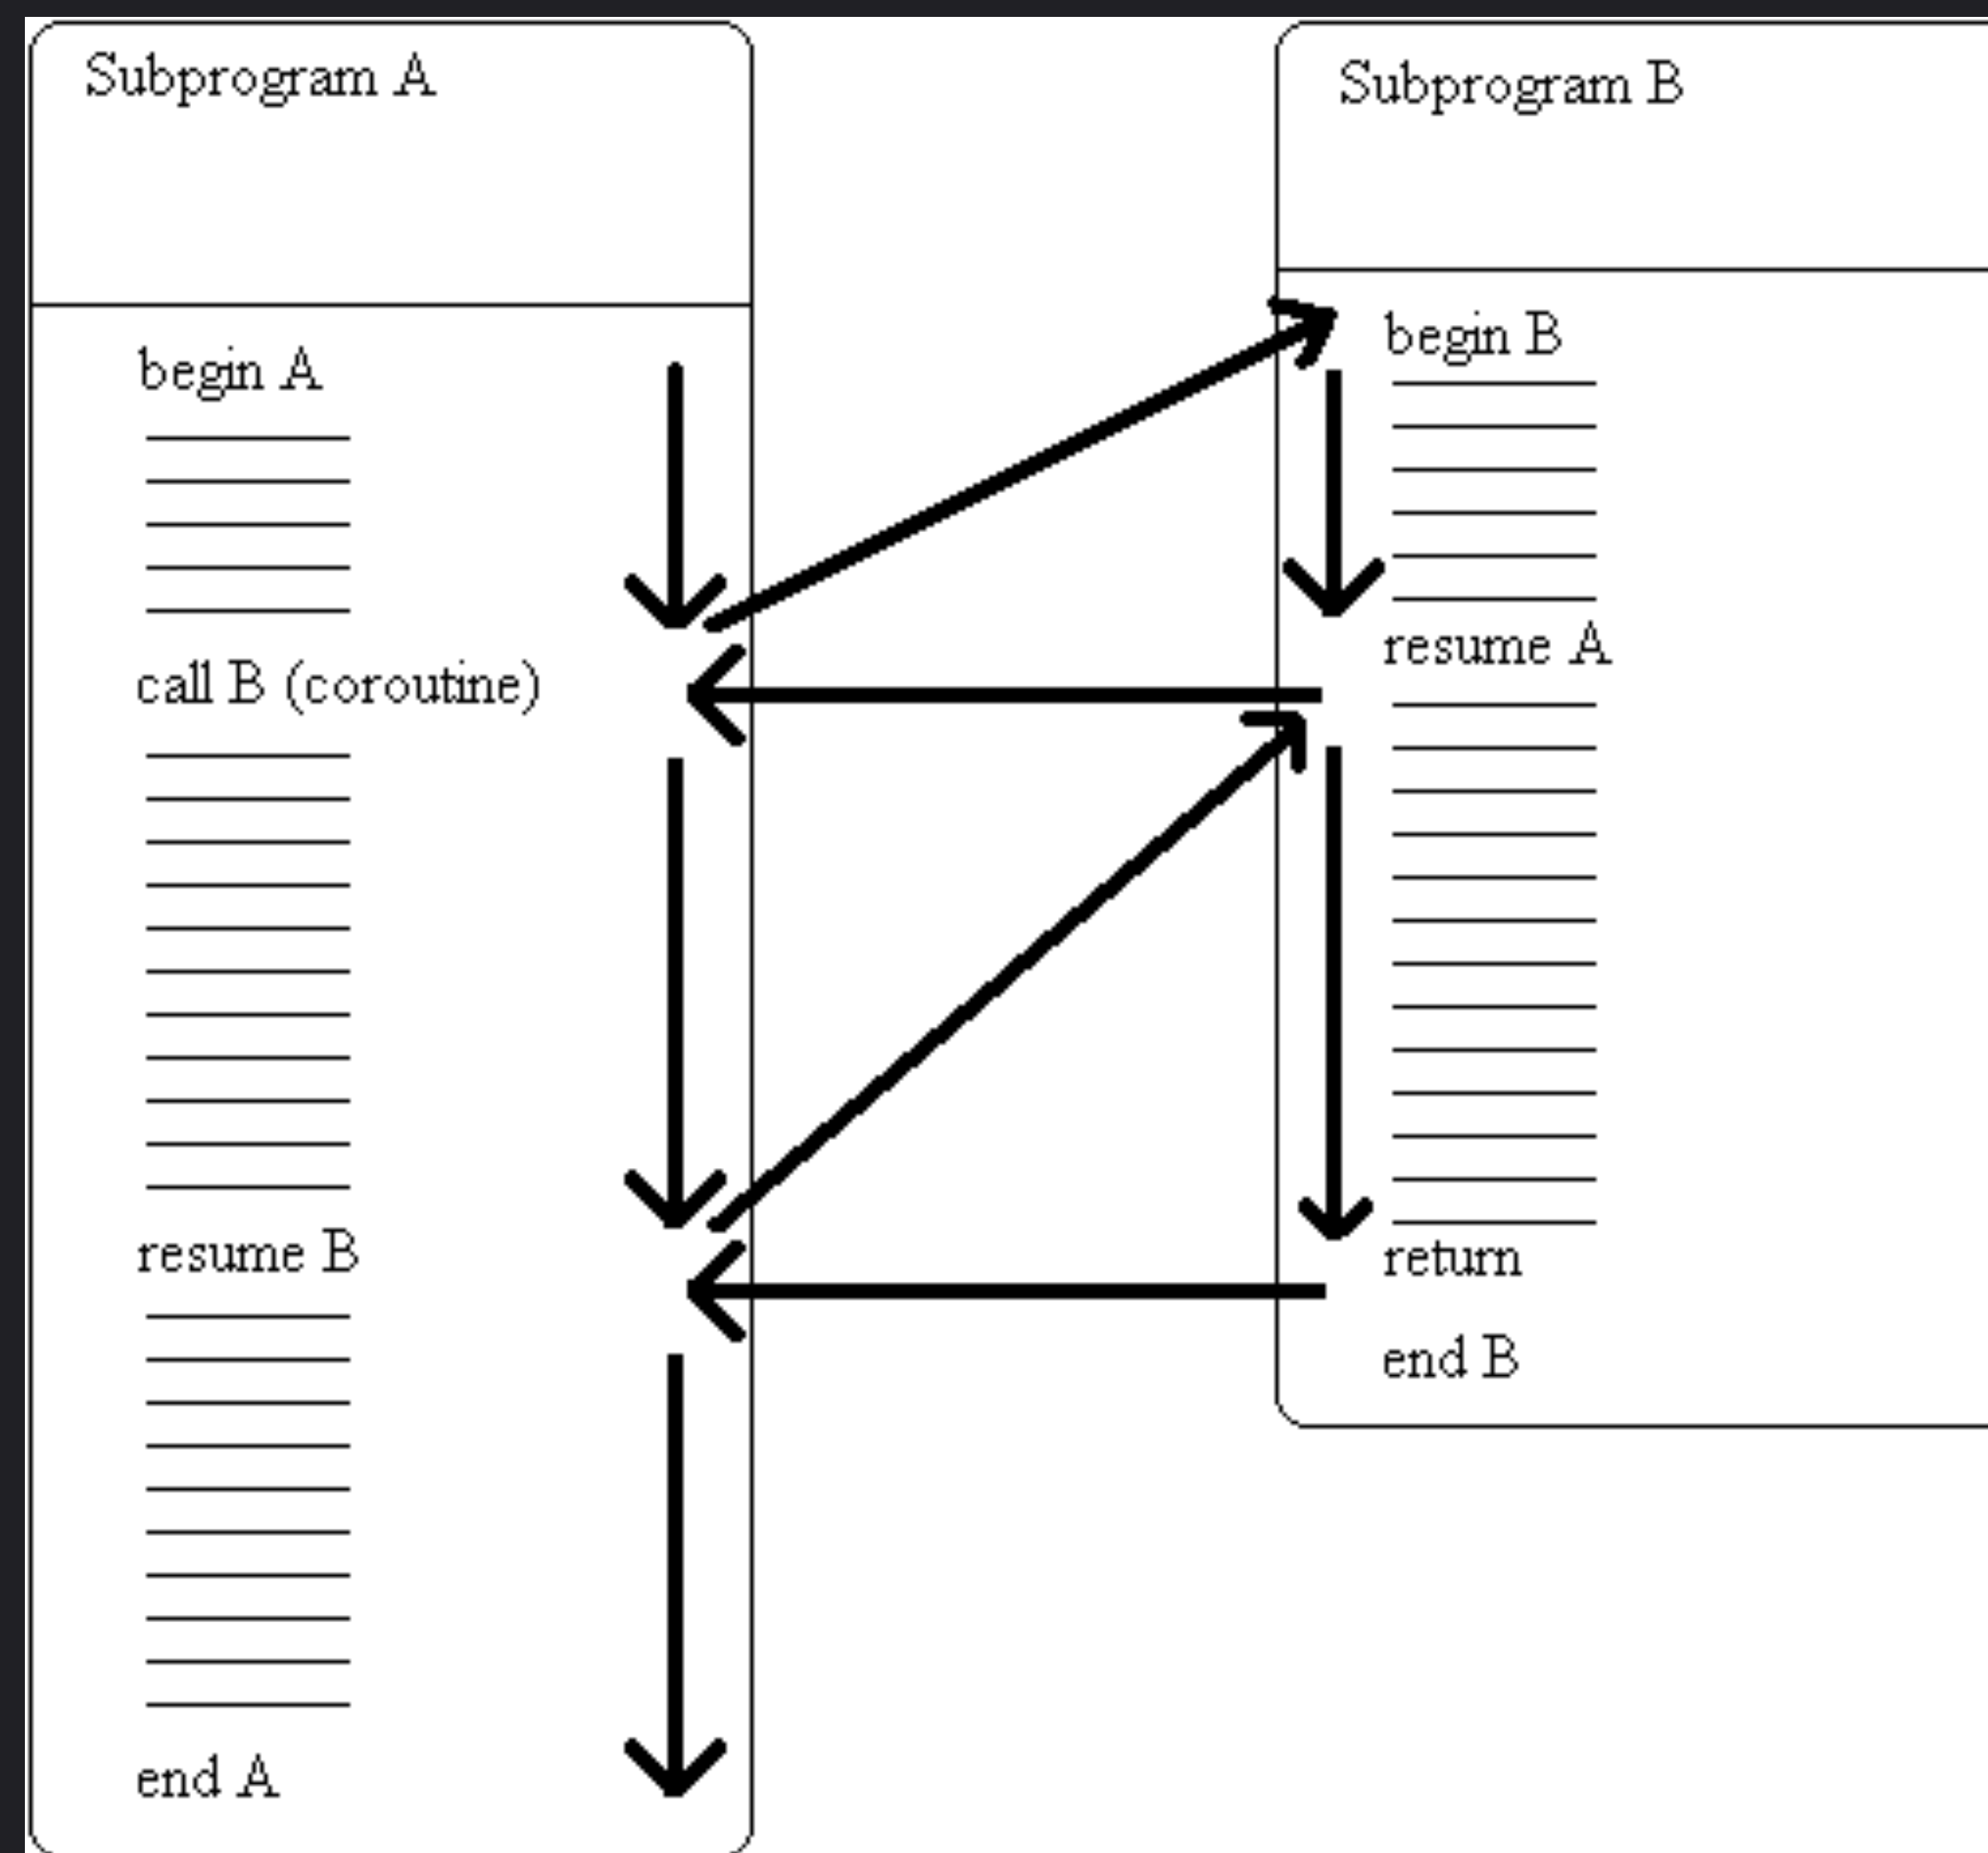 Subprogram A
begin A
call B (coroutine)
resume B
end A
Subprogram B
begin B
resume A
return
end B